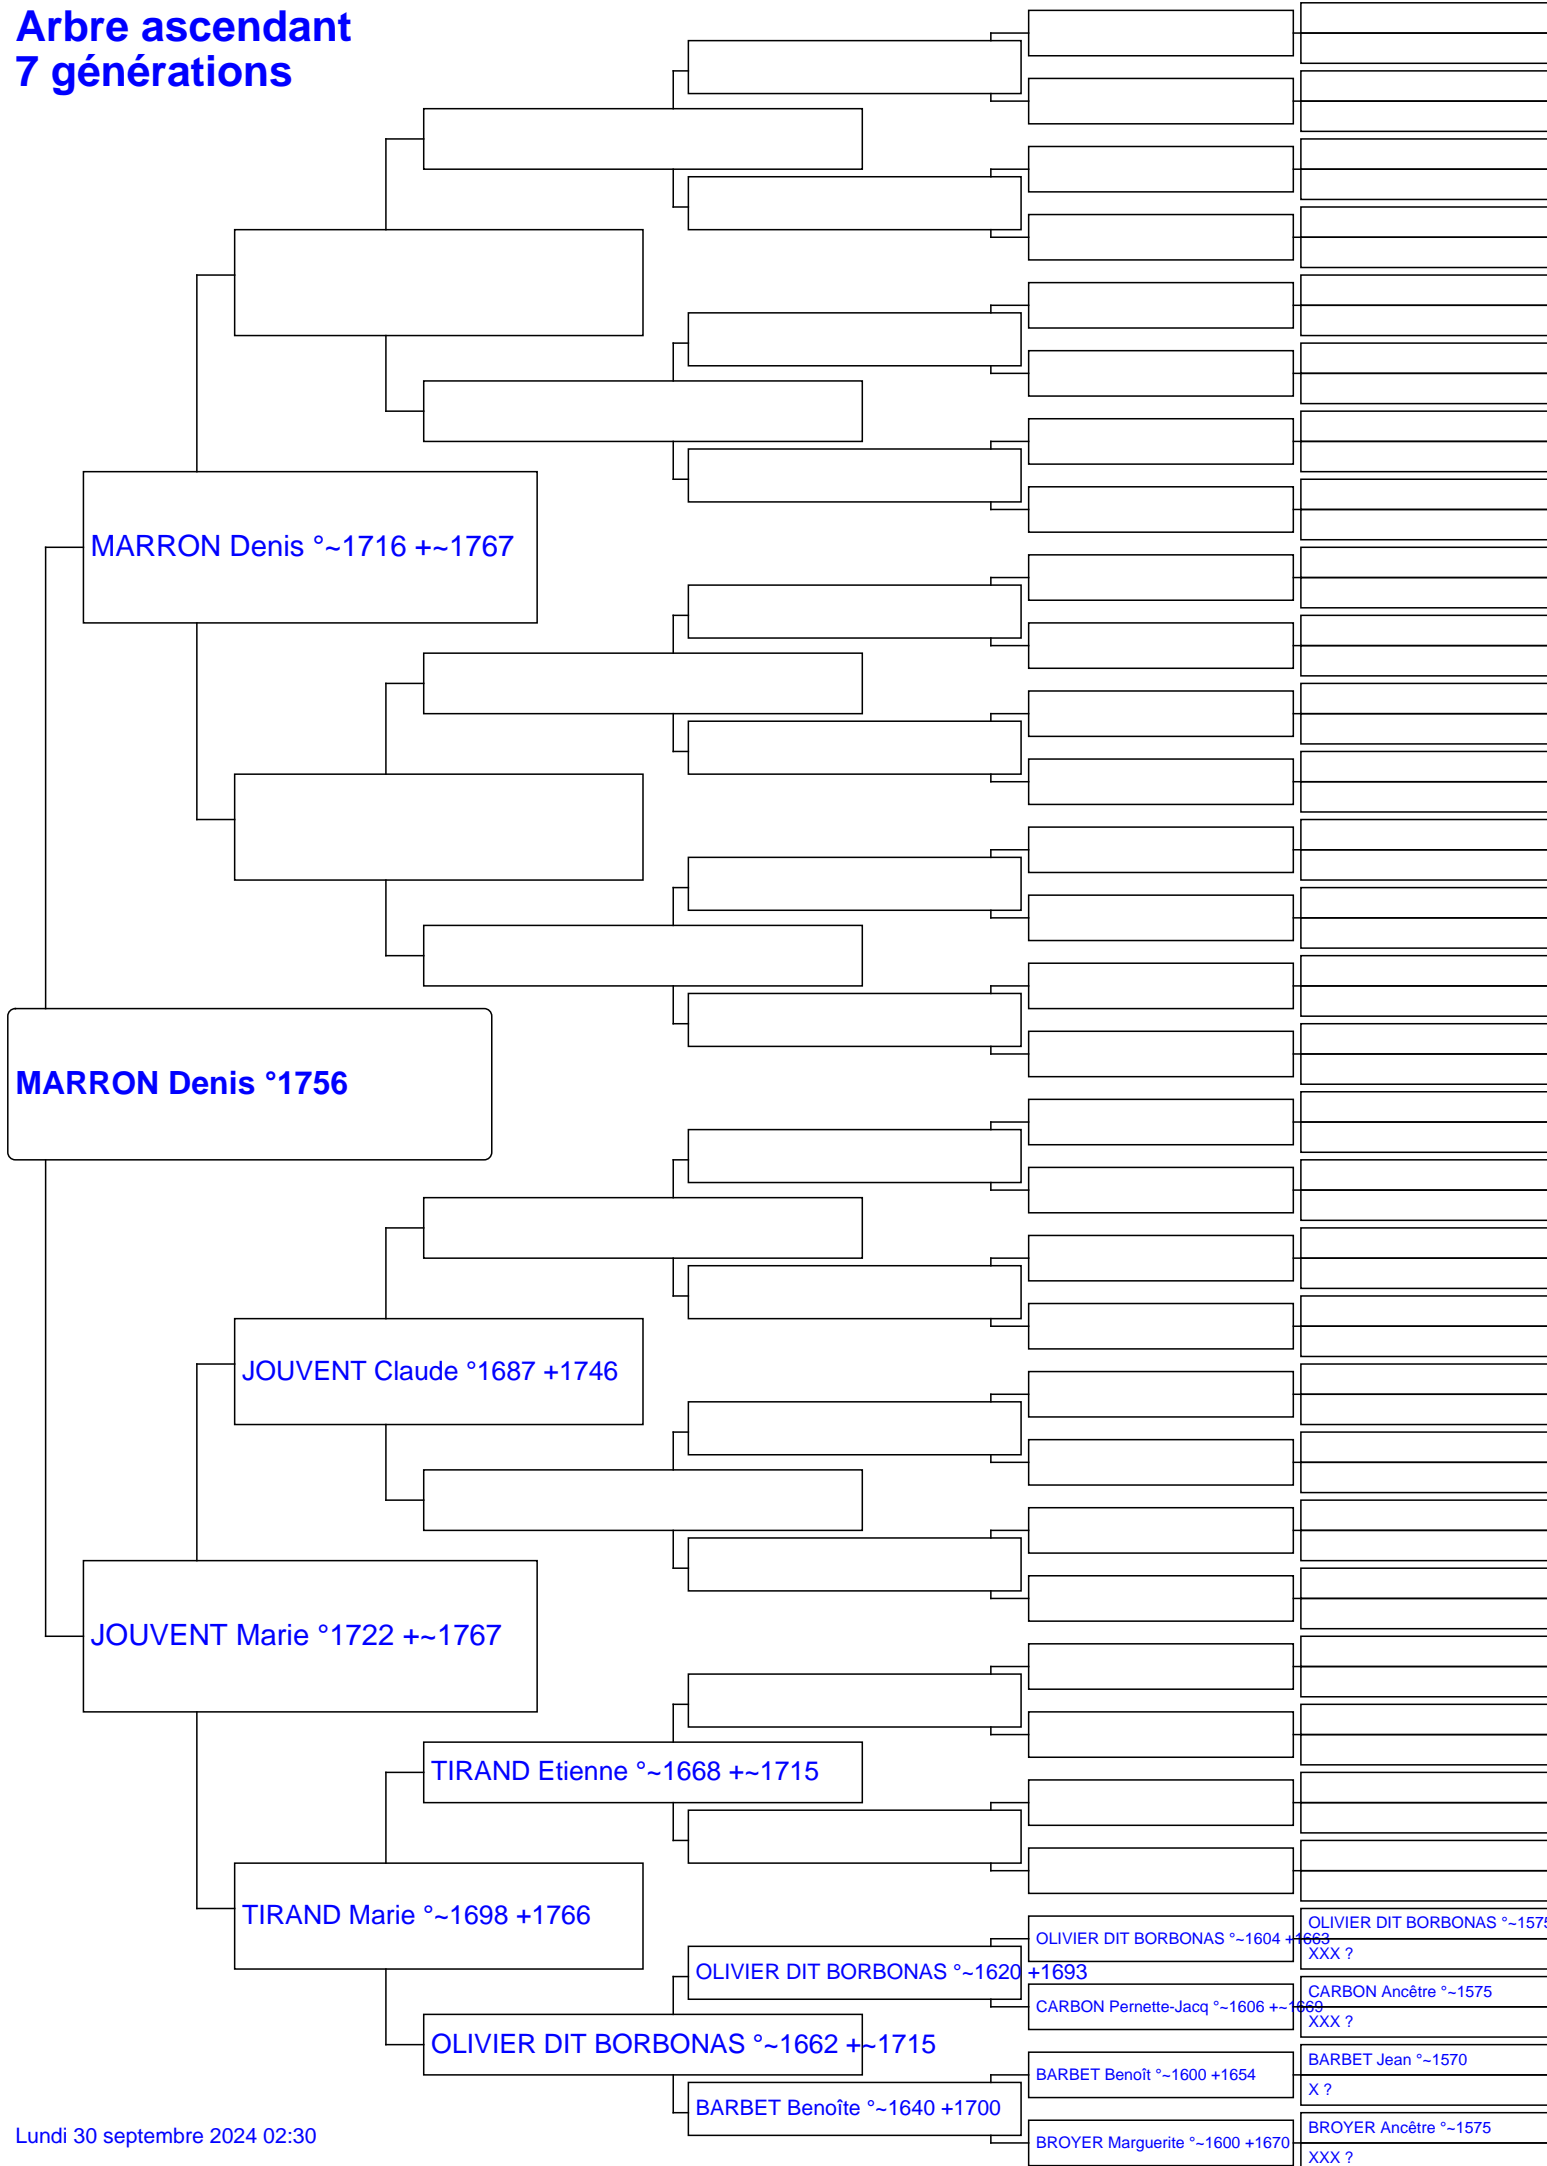 Arbre ascendant
7 générations
MARRON Denis °~1716 +~1767
MARRON Denis °1756
JOUVENT Claude °1687 +1746
JOUVENT Marie °1722 +~1767
TIRAND Etienne °~1668 +~1715
TIRAND Marie °~1698 +1766
OLIVIER DIT BORBONAS °~1575
OLIVIER DIT BORBONAS °~1604 +1663
XXX ?
OLIVIER DIT BORBONAS °~1620 +1693
CARBON Ancêtre °~1575
CARBON Pernette-Jacq °~1606 +~1669
XXX ?
OLIVIER DIT BORBONAS °~1662 +~1715
BARBET Jean °~1570
BARBET Benoît °~1600 +1654
X ?
BARBET Benoîte °~1640 +1700
BROYER Ancêtre °~1575
BROYER Marguerite °~1600 +1670
XXX ?
Lundi 30 septembre 2024 02:30